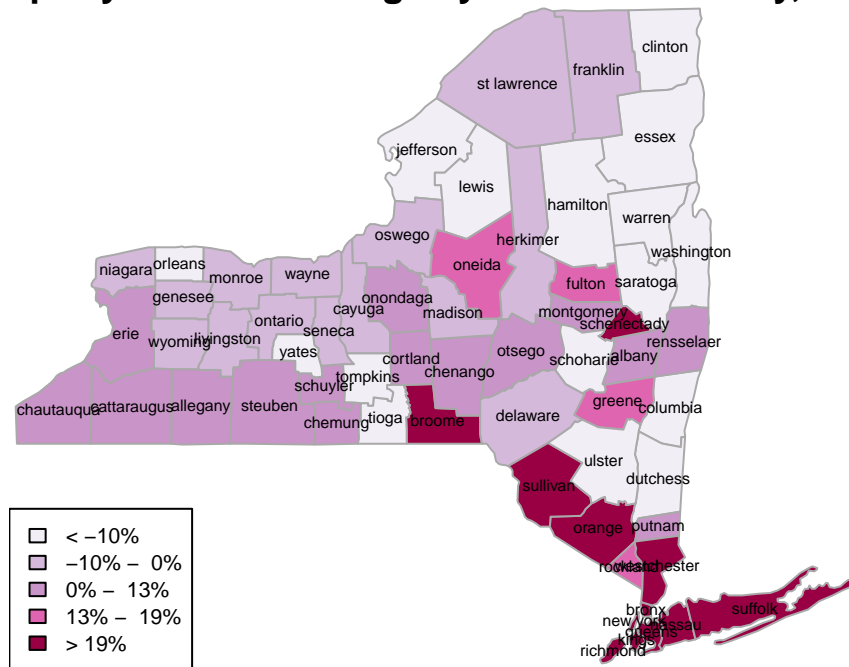 clinton
franklin
st lawrence
essex
jefferson
lewis
hamilton
warren
oswego
herkimer
washington
oneida
orleans
niagara
monroe
wayne
fulton
saratoga
genesee
onondaga
cayuga
madison
montgomery
ontario
schenectady
erie
seneca
wyoming
livingston
rensselaer
yates
cortland
otsego
schoharie
albany
chenango
tompkins
schuyler
chautauqua
cattaraugus
allegany
steuben
greene
columbia
chemung
tioga
broome
delaware
ulster
dutchess
sullivan
orange
putnam
rockland
westchester
bronx
new york
suffolk
nassau
queens
kings
richmond
< −10%
−10% − 0%
0% − 13%
13% − 19%
> 19%